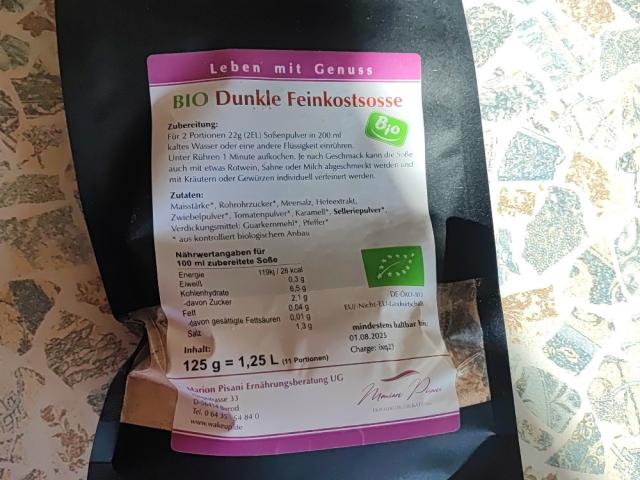 Leben mit Genuss
BIO Dunkle Feinkostsosse
Bio
Zubereitung:
Für 2 Portionen 22g (2EL) Soßenpulver in 200 ml
kaltes Wasser oder eine andere Flüssigkeit einrühren.
Unter Rühren 1 Minute aufkochen. Je nach Geschmack kann die Soße
auch mit etwas Rotwein, Sahne oder Milch abgeschmeckt werden und
mit Kräutern oder Gewürzen individuell verfeinert werden.
Zutaten:
Maisstärke*, Rohrohrzucker*, Meersalz, Hefeextrakt,
Zwiebelpulver*, Tomatenpulver*, Karamell*, Selleriepulver*,
Verdickungsmittel: Guarkernmehl*, Pfeffer*
* aus kontrolliert biologischem Anbau
Nährwertangaben für
100 ml zubereitete Soße
Energie 119kj / 28 kcal
Eiweiß 0,3 g
Kohlenhydrate 6,5 g
-davon Zucker 2,1 g
Fett 0,04 g
-davon gesättigte Fettsäuren 0,01 g
Salz 1,3 g
EU/-Nicht-EU-Landwirtschaft
mindestens haltbar bis:
01.08.2025
Charge:
Inhalt:
125 g = 1,25 L (11 Portionen)
Marion Pisani Ernährungsberatung UG
33
Tel. 0 64 54 84 0